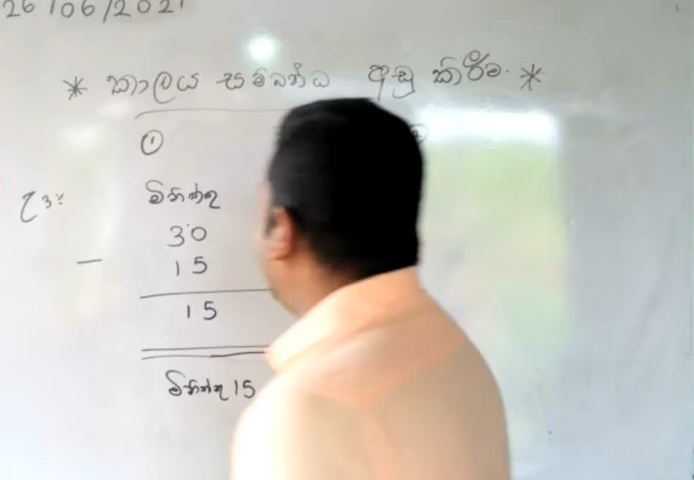 26/06/2021
* කාලය සම්බන්ධ අඩු කිරීම. *
①
උදා: මිනිත්තු
30
— 15
15
මිනිත්තු 15